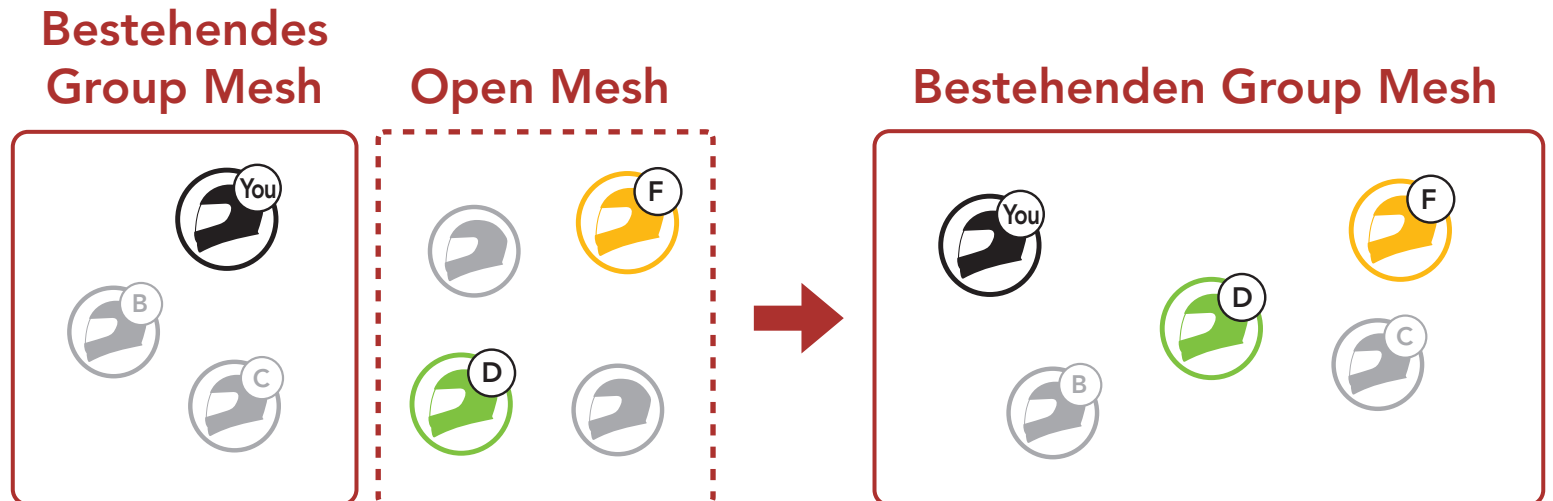 Bestehendes
Group Mesh
Open Mesh
Bestehenden Group Mesh
You
B
C
F
D
You
F
D
C
B